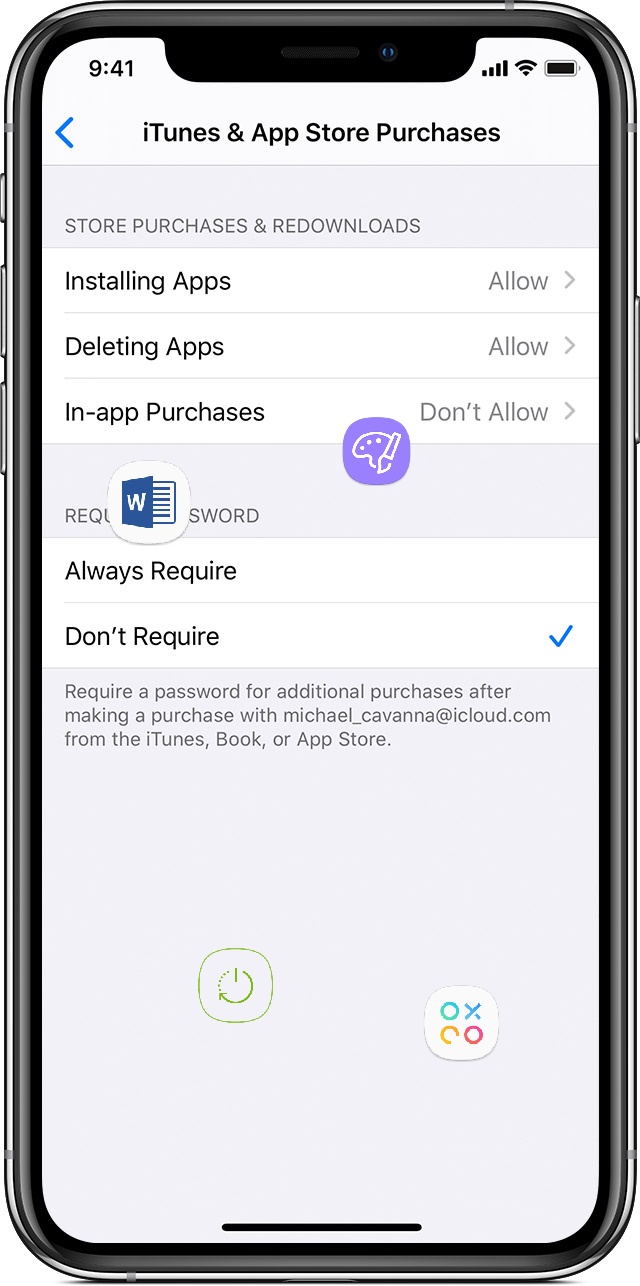 9:41
iTunes & App Store Purchases
STORE PURCHASES & REDOWNLOADS
Installing Apps Allow
Deleting Apps Allow
In-app Purchases Don’t Allow
W
SWORD
Always Require
Don’t Require
Require a password for additional purchases after
making a purchase with michael_cavanna@icloud.com
from the iTunes, Book, or App Store.